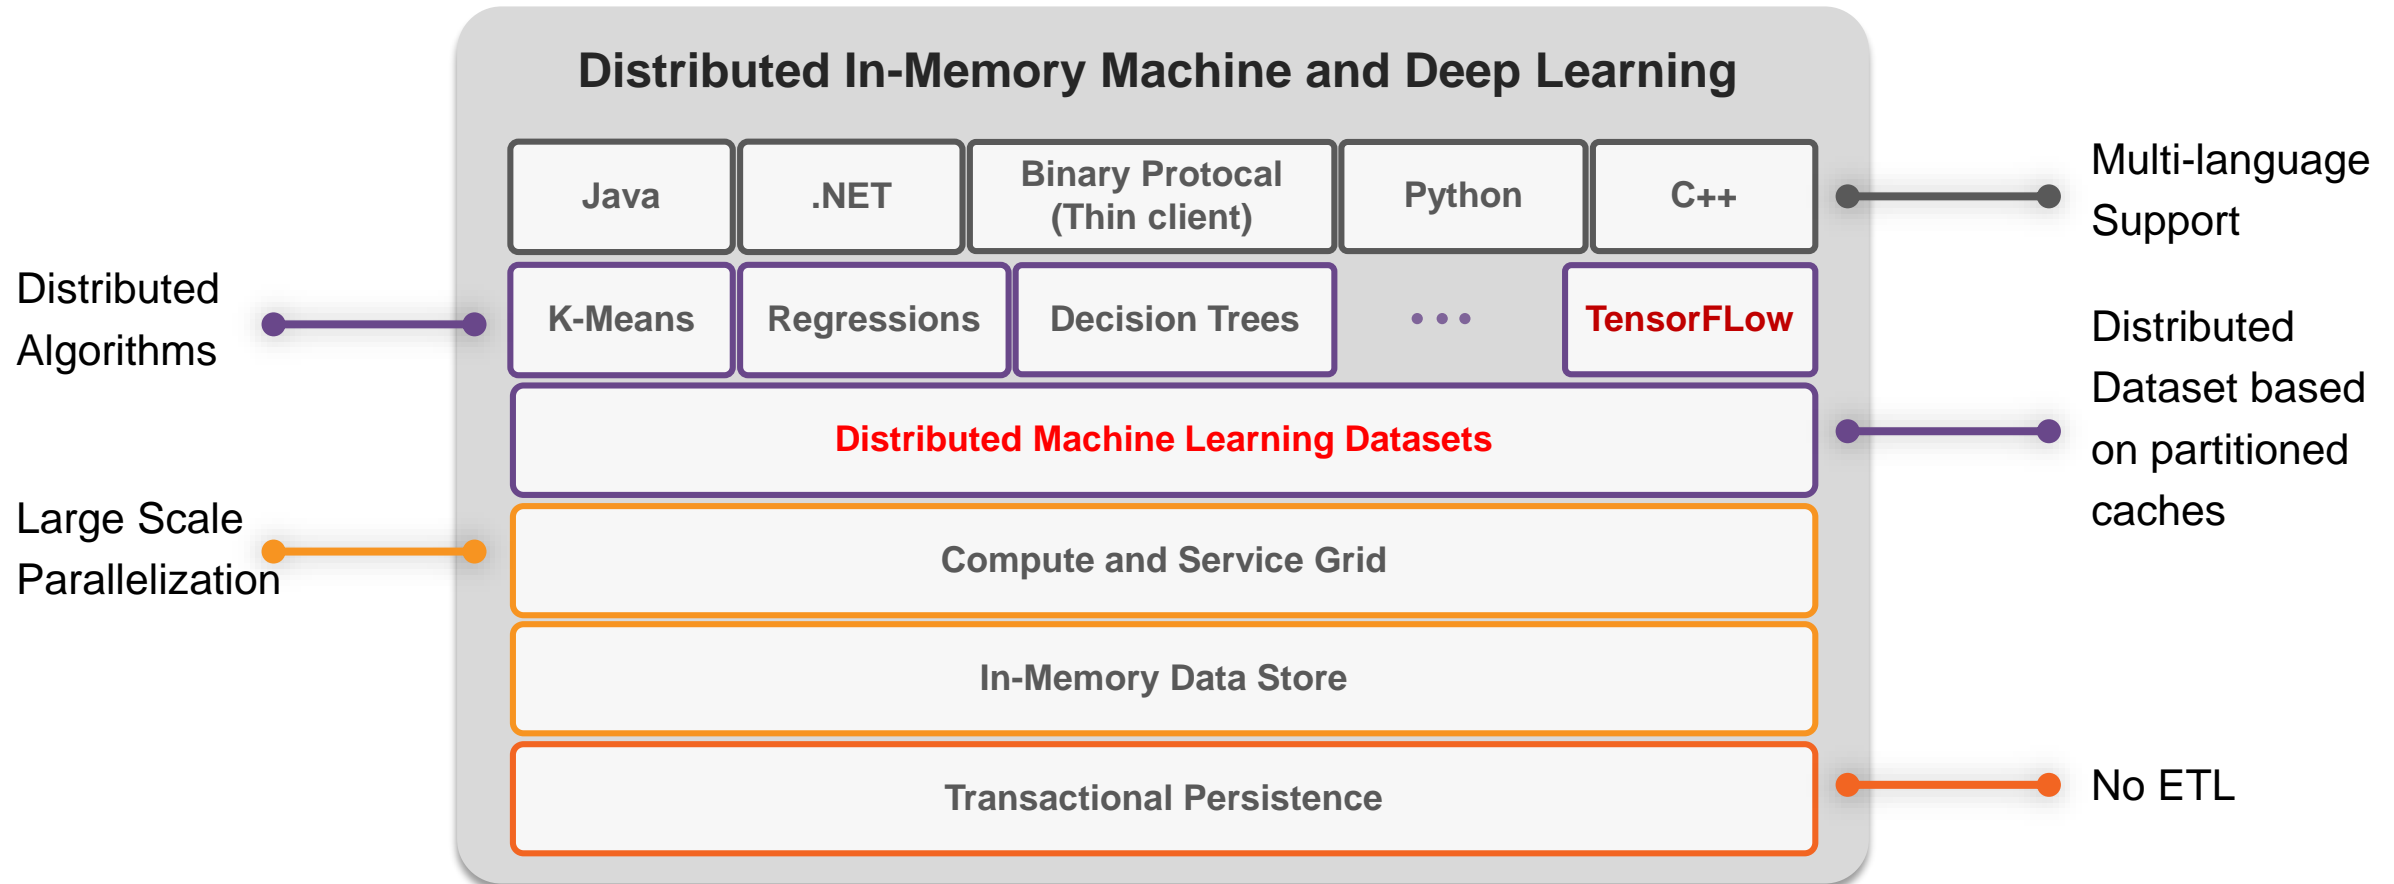 Distributed In-Memory Machine and Deep Learning
Java
.NET
Binary Protocal
(Thin client)
Python
C++
Multi-language
Support
Distributed
Algorithms
K-Means
Regressions
Decision Trees
...
TensorFLow
Distributed
Dataset based
on partitioned
caches
Distributed Machine Learning Datasets
Large Scale
Parallelization
Compute and Service Grid
In-Memory Data Store
Transactional Persistence
No ETL